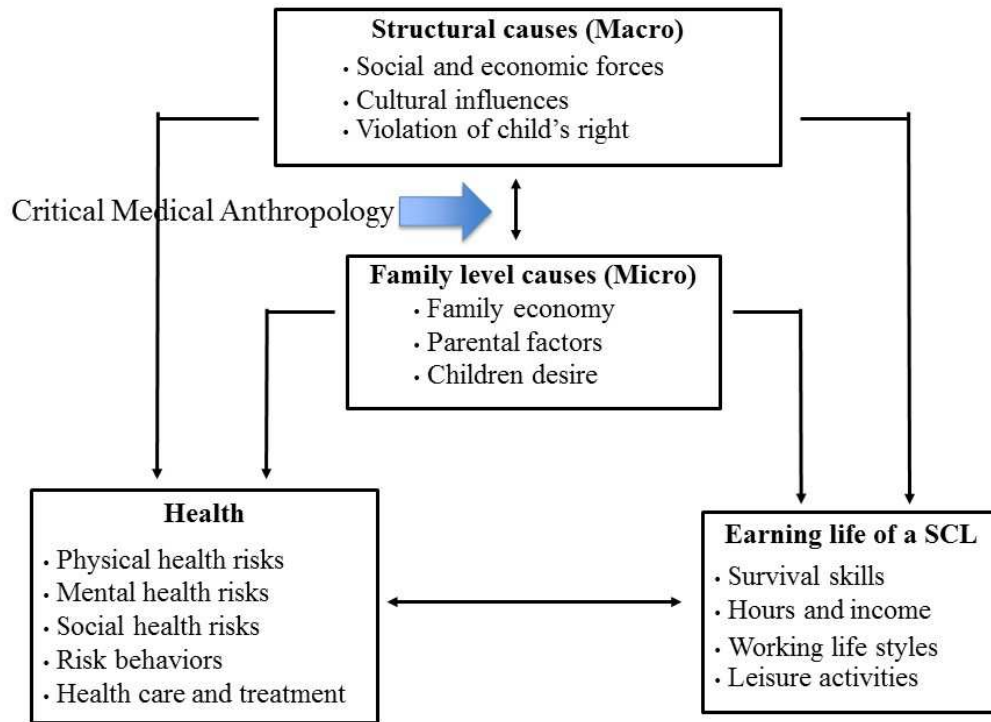 Structural causes (Macro)
• Social and economic forces
• Cultural influences
• Violation of child’s right
Critical Medical Anthropology
Family level causes (Micro)
• Family economy
• Parental factors
• Children desire
Health
• Physical health risks
• Mental health risks
• Social health risks
• Risk behaviors
• Health care and treatment
Earning life of a SCL
• Survival skills
• Hours and income
• Working life styles
• Leisure activities